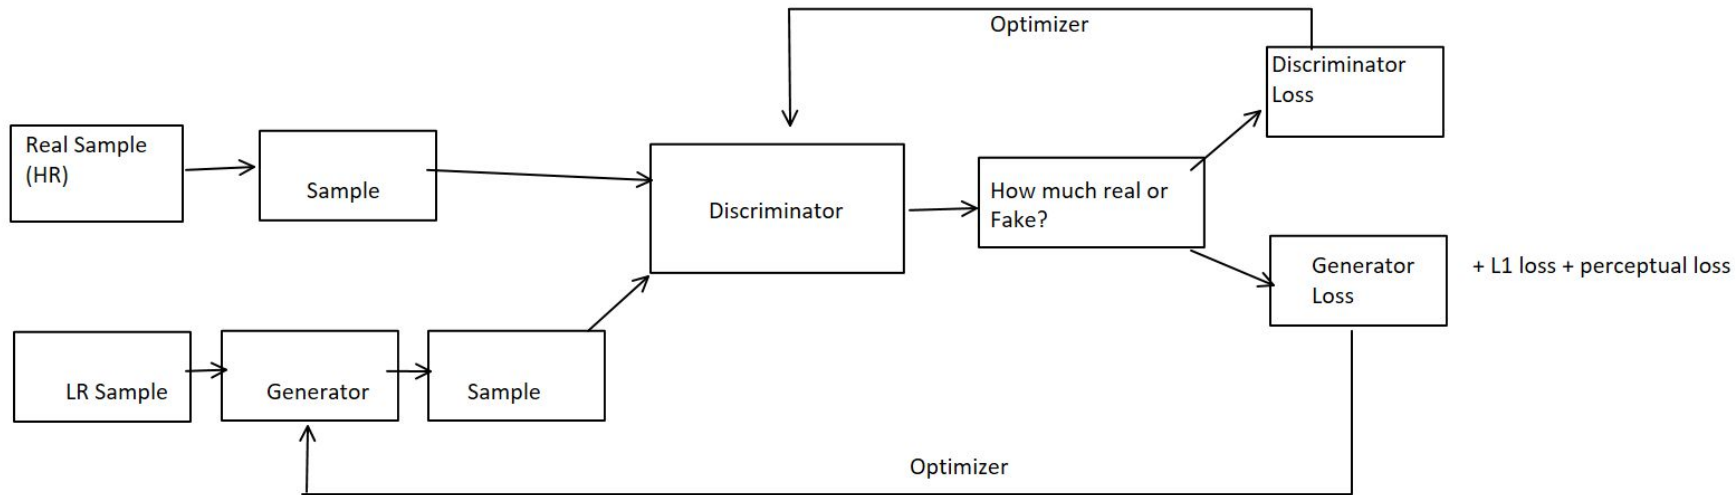 Optimizer
Discriminator
Loss
Real Sample
(HR)
Sample
Discriminator
How much real or
Fake?
Generator
Loss
+ L1 loss + perceptual loss
LR Sample
Generator
Sample
Optimizer